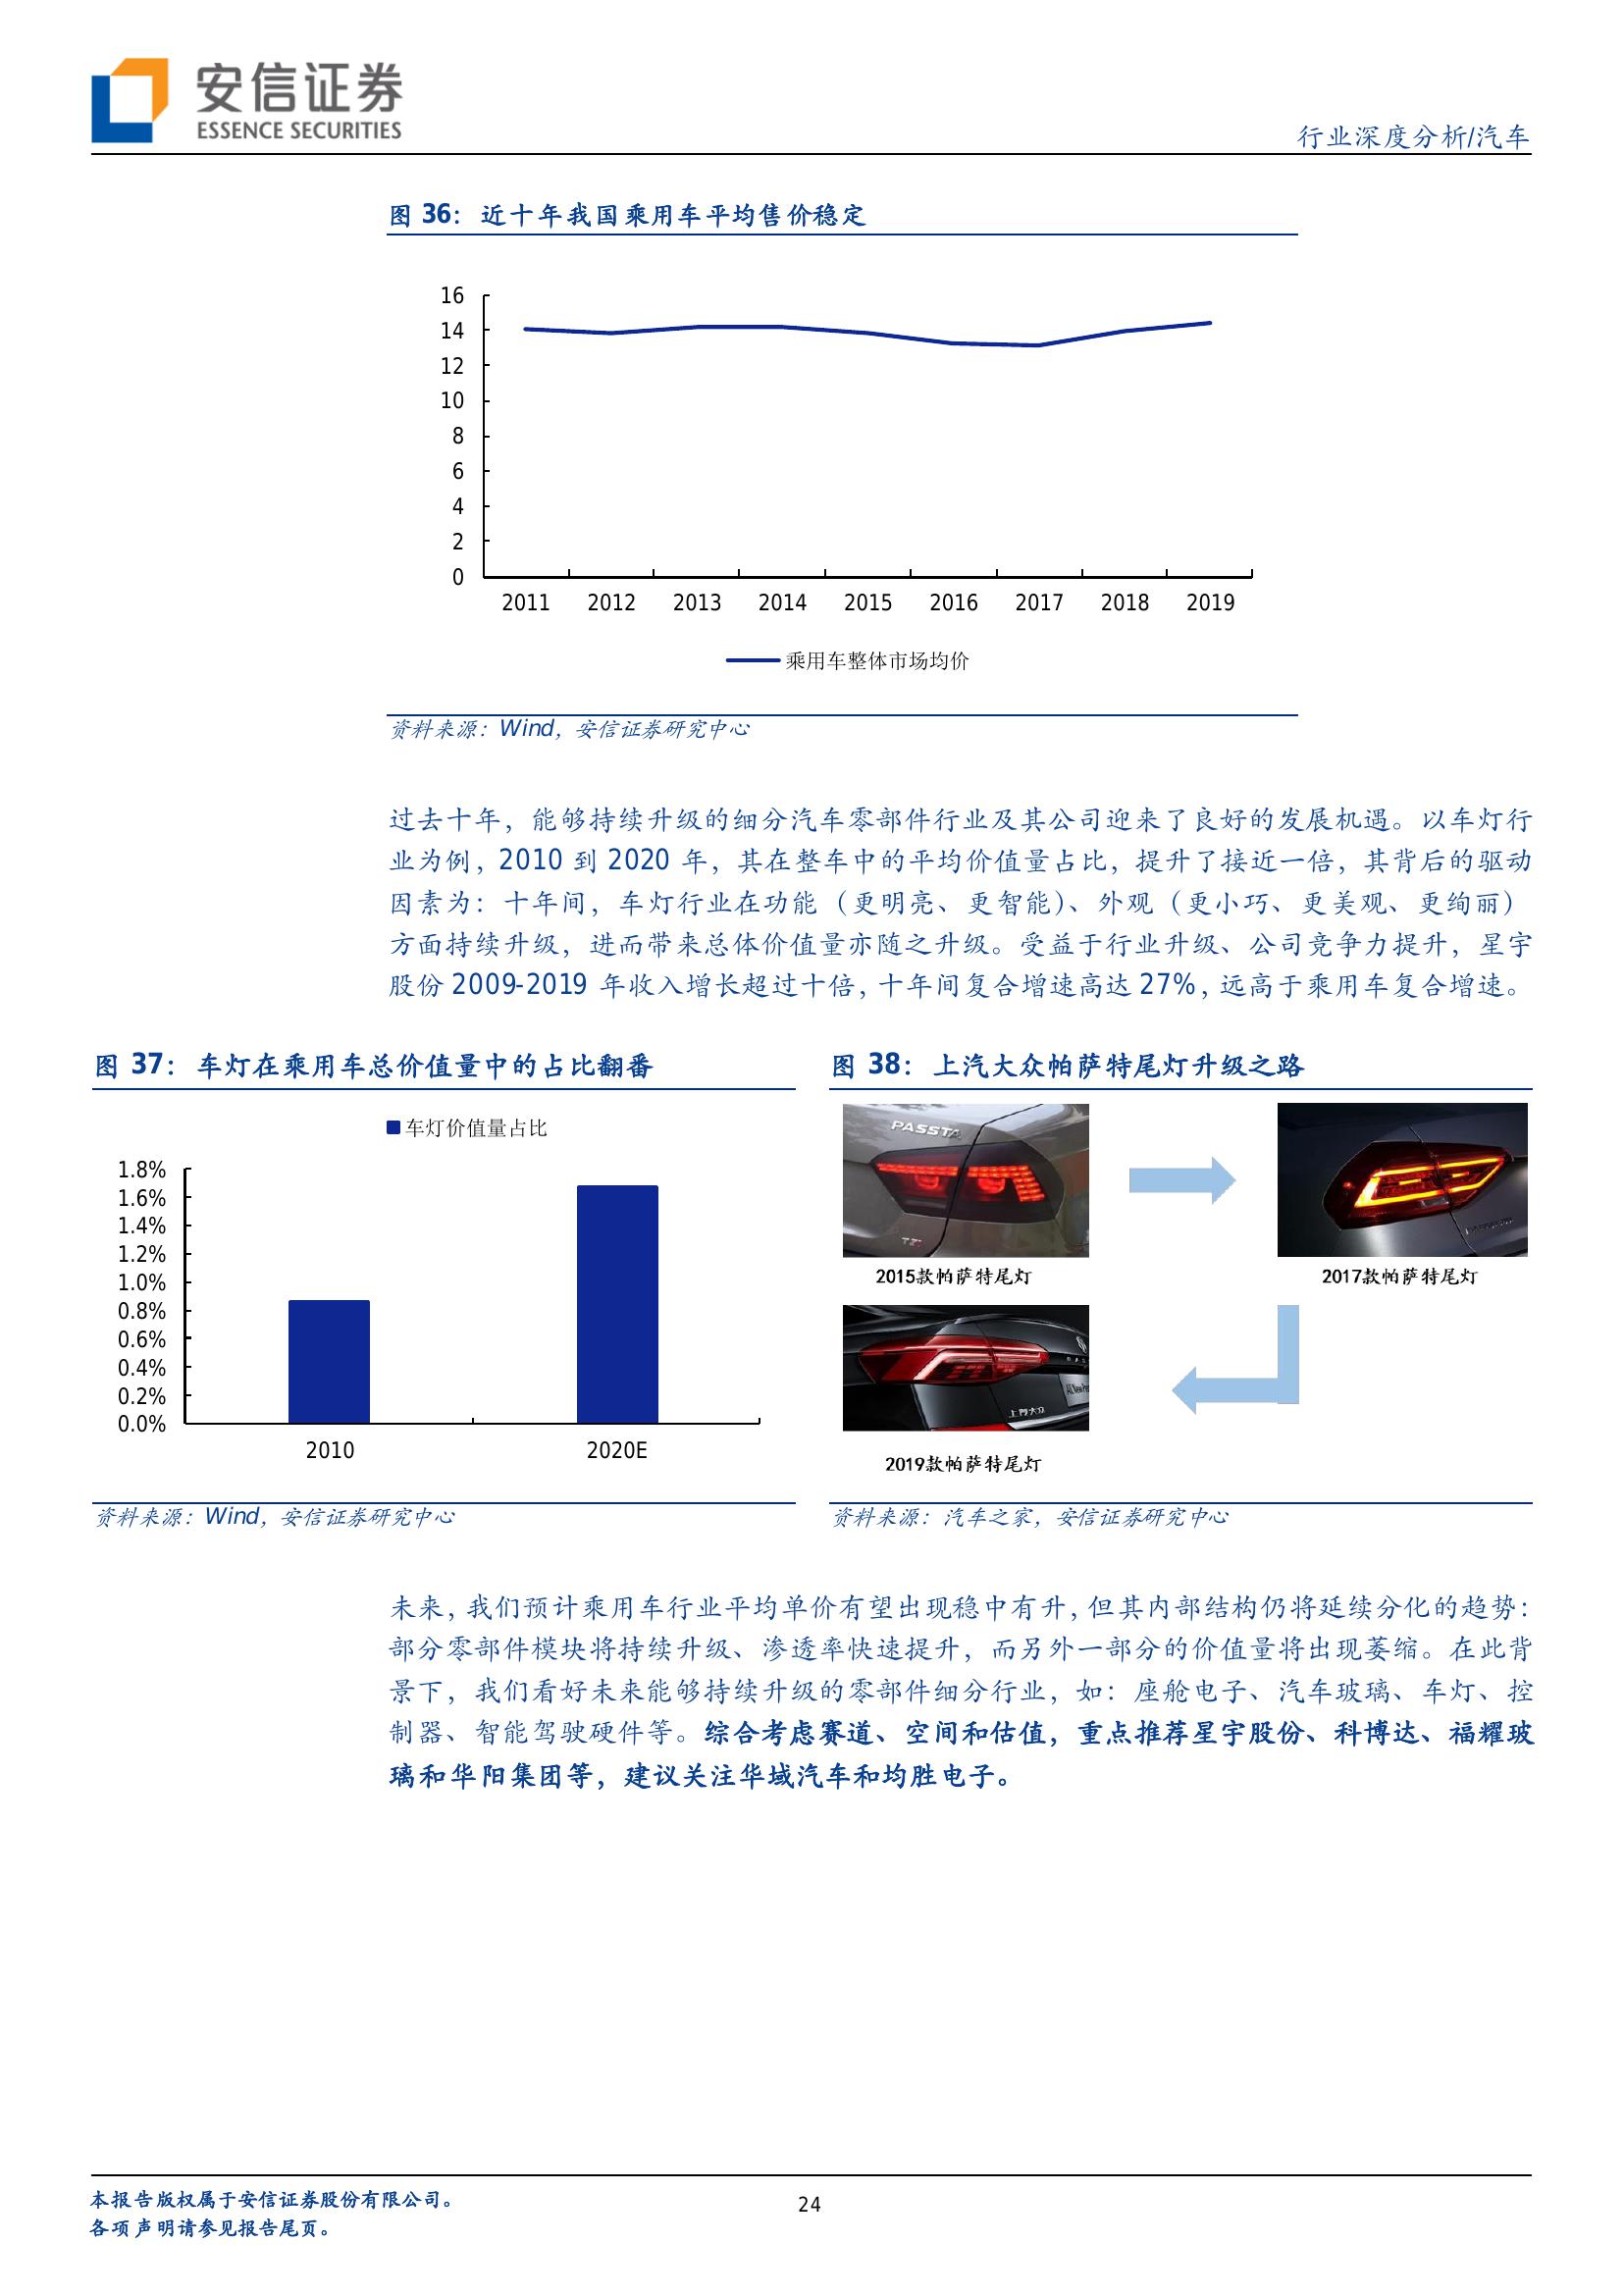 安信证券
ESSENCE SECURITIES
行业深度分析/汽车
图 36：近十年我国乘用车平均售价稳定
16
14
12
10
8
6
4
2
0
2011 2012 2013 2014 2015 2016 2017 2018 2019
乘用车整体市场均价
资料来源：Wind，安信证券研究中心
过去十年，能够持续升级的细分汽车零部件行业及其公司迎来了良好的发展机遇。以车灯行
业为例，2010 到 2020 年，其在整车中的平均价值量占比，提升了接近一倍，其背后的驱动
因素为：十年间，车灯行业在功能（更明亮、更智能）、外观（更小巧、更美观、更绚丽）
方面持续升级，进而带来总体价值量亦随之升级。受益于行业升级、公司竞争力提升，星宇
股份 2009-2019 年收入增长超过十倍，十年间复合增速高达 27%，远高于乘用车复合增速。
图 37：车灯在乘用车总价值量中的占比翻番
车灯价值量占比
1.8%
1.6%
1.4%
1.2%
1.0%
0.8%
0.6%
0.4%
0.2%
0.0%
2010 2020E
资料来源：Wind，安信证券研究中心
图 38：上汽大众帕萨特尾灯升级之路
PASSTA
2015款帕萨特尾灯
2017款帕萨特尾灯
上汽大众
2019款帕萨特尾灯
资料来源：汽车之家，安信证券研究中心
未来，我们预计乘用车行业平均单价有望出现稳中有升，但其内部结构仍将延续分化的趋势：
部分零部件模块将持续升级、渗透率快速提升，而另外一部分的价值量将出现萎缩。在此背
景下，我们看好未来能够持续升级的零部件细分行业，如：座舱电子、汽车玻璃、车灯、控
制器、智能驾驶硬件等。综合考虑赛道、空间和估值，重点推荐星宇股份、科博达、福耀玻
璃和华阳集团等，建议关注华域汽车和均胜电子。
本报告版权属于安信证券股份有限公司。
各项声明请参见报告尾页。
24